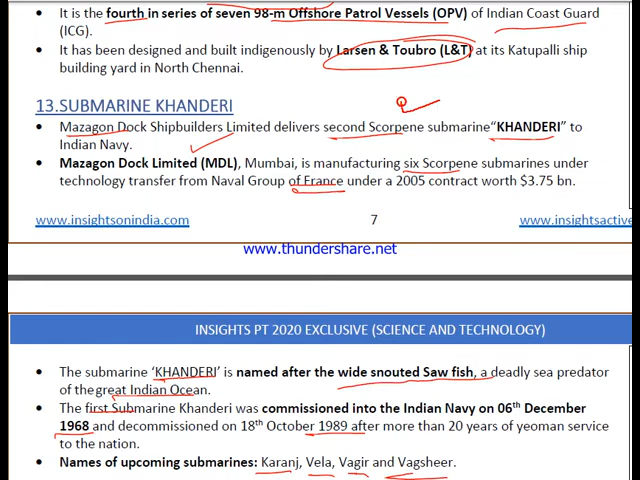 It is the fourth in series of seven 98-m Offshore Patrol Vessels (OPV) of Indian Coast Guard
(ICG).
It has been designed and built indigenously by Larsen & Toubro (L&T) at its Katupalli ship
building yard in North Chennai.
13.SUBMARINE KHANDERI
Mazagon Dock Shipbuilders Limited delivers second Scorpene submarine“KHANDERI” to
Indian Navy.
Mazagon Dock Limited (MDL), Mumbai, is manufacturing six Scorpene submarines under
technology transfer from Naval Group of France under a 2005 contract worth $3.75 bn.
www.insightsonindia.com 7 www.insightsactive
www.thundershare.net
INSIGHTS PT 2020 EXCLUSIVE (SCIENCE AND TECHNOLOGY)
The submarine ‘KHANDERI’ is named after the wide snouted Saw fish, a deadly sea predator
of the great Indian Ocean.
The first Submarine Khanderi was commissioned into the Indian Navy on 06th December
1968 and decommissioned on 18th October 1989 after more than 20 years of yeoman service
to the nation.
Names of upcoming submarines: Karanj, Vela, Vagir and Vagsheer.